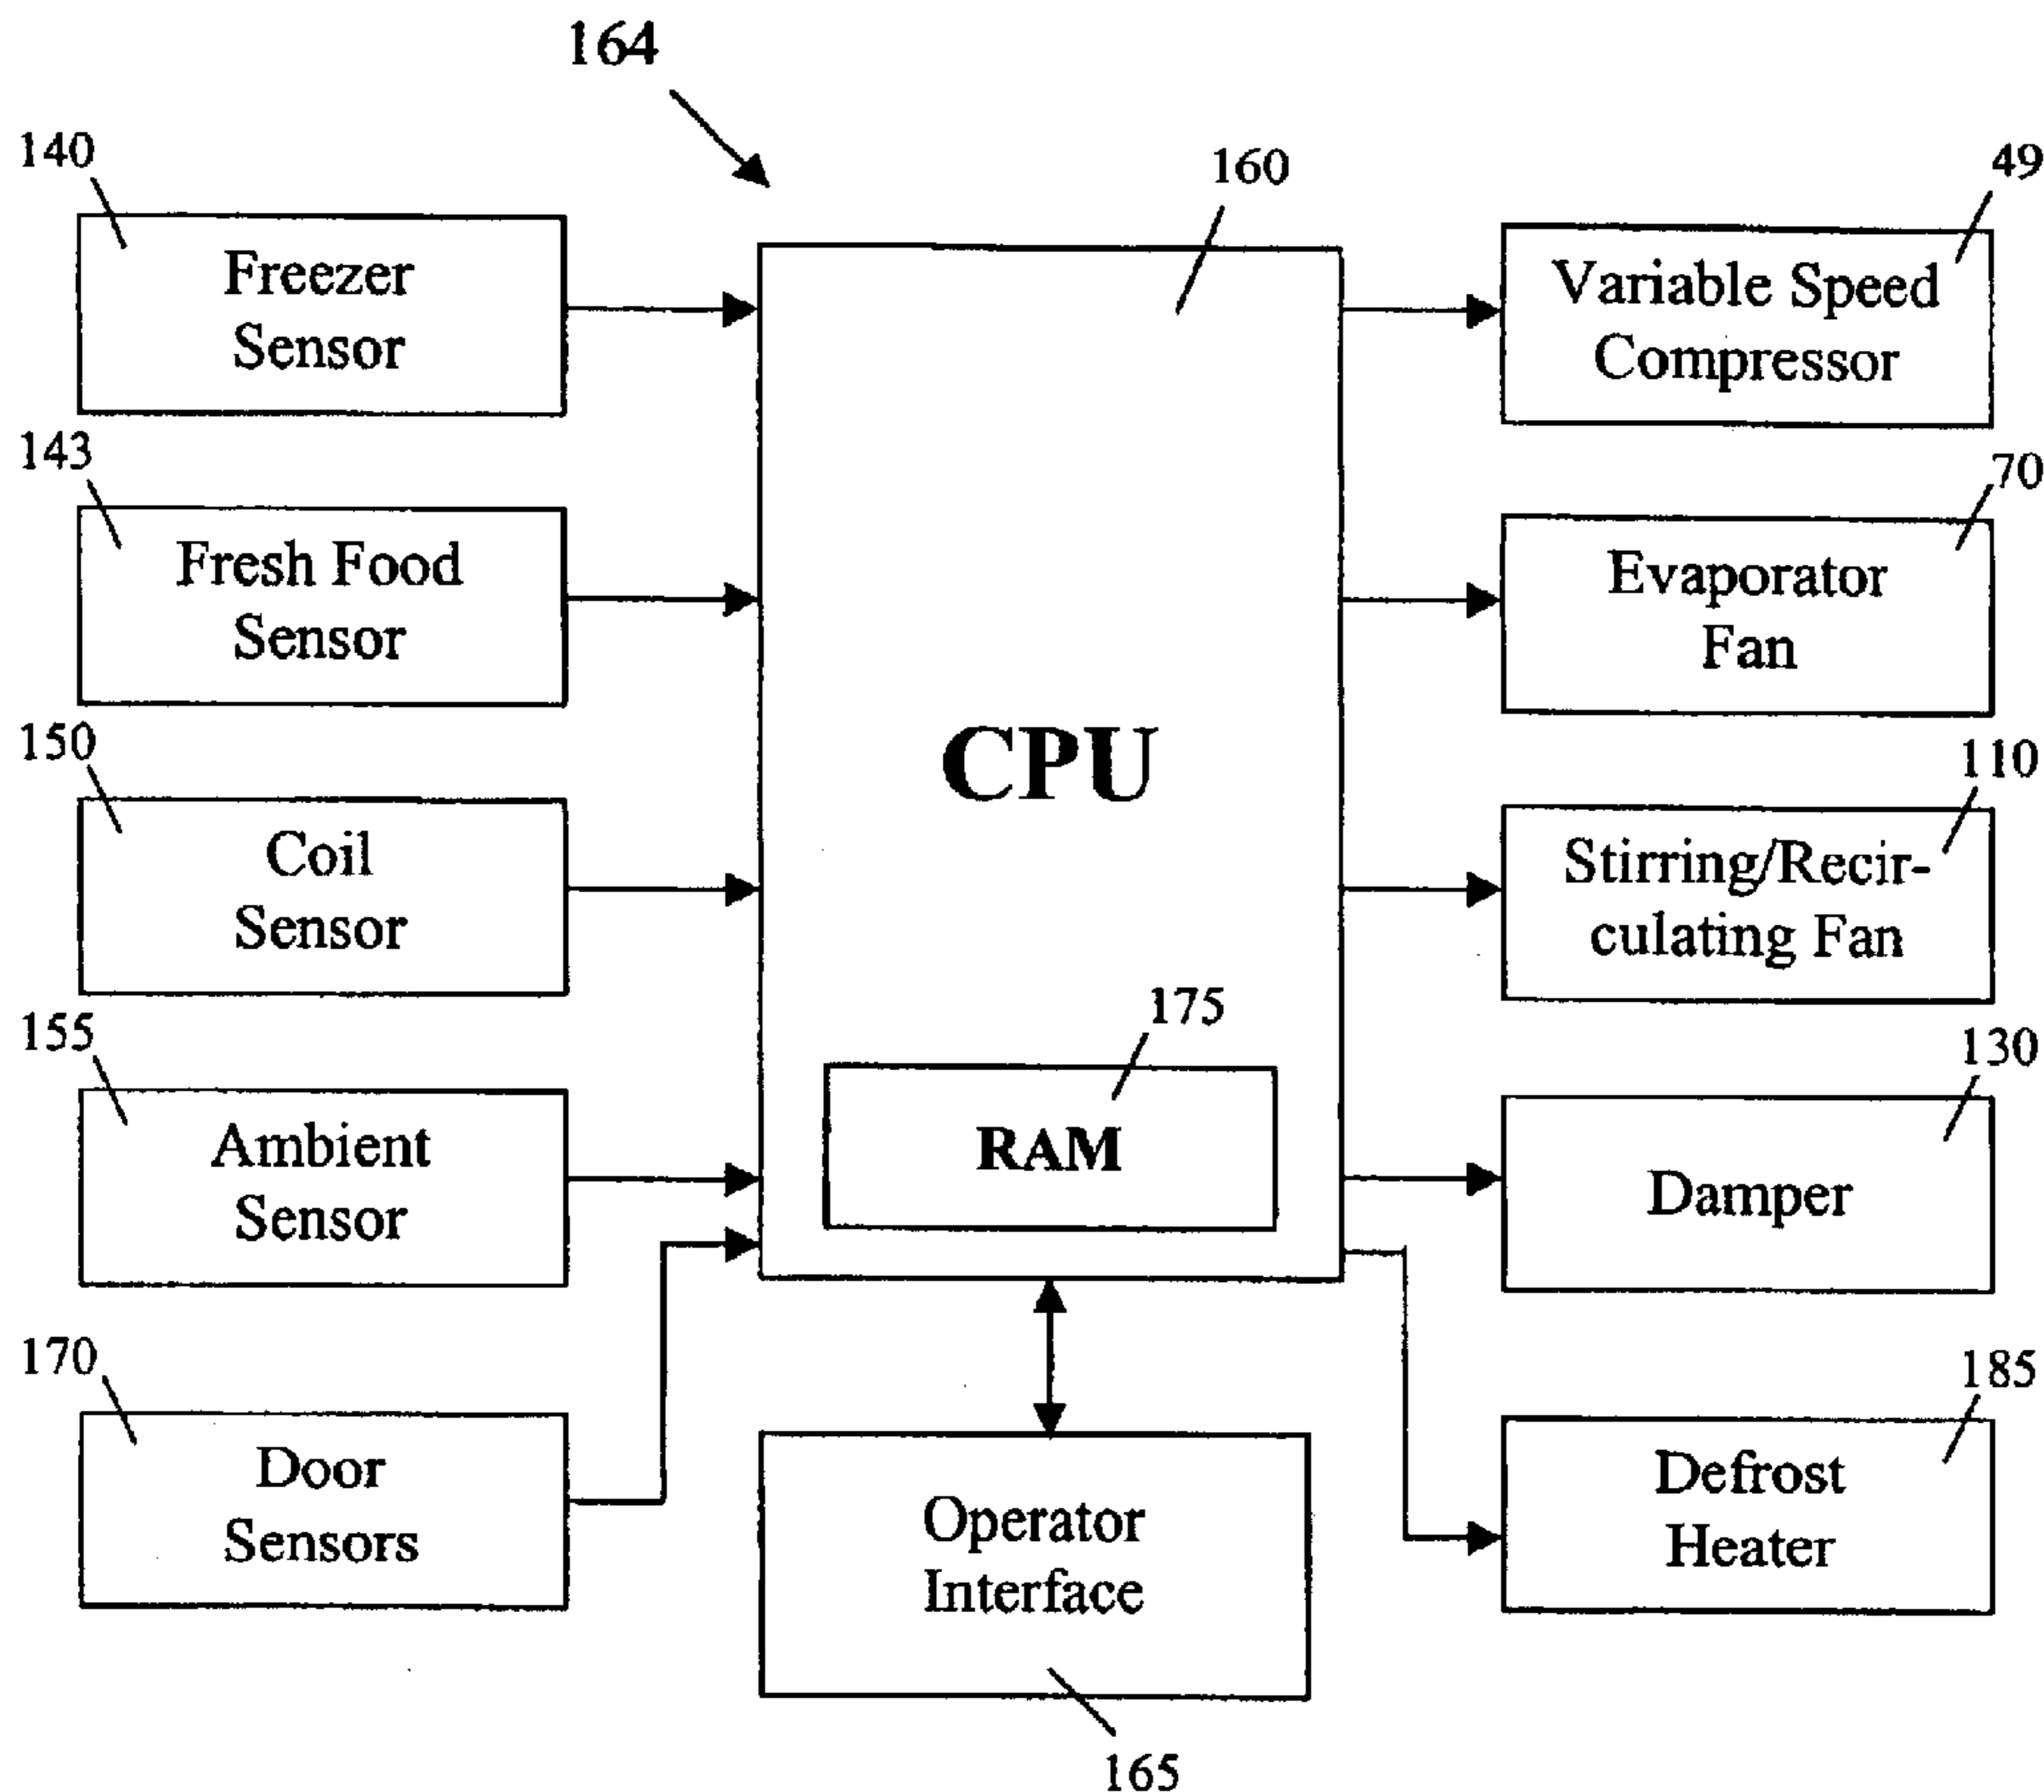 164
140
Freezer
Sensor
143
Fresh Food
Sensor
150
Coil
Sensor
155
Ambient
Sensor
170
Door
Sensors
160
CPU
175
RAM
Operator
Interface
165
49
Variable Speed
Compressor
70
Evaporator
Fan
110
Stirring/Recir-
culating Fan
130
Damper
185
Defrost
Heater